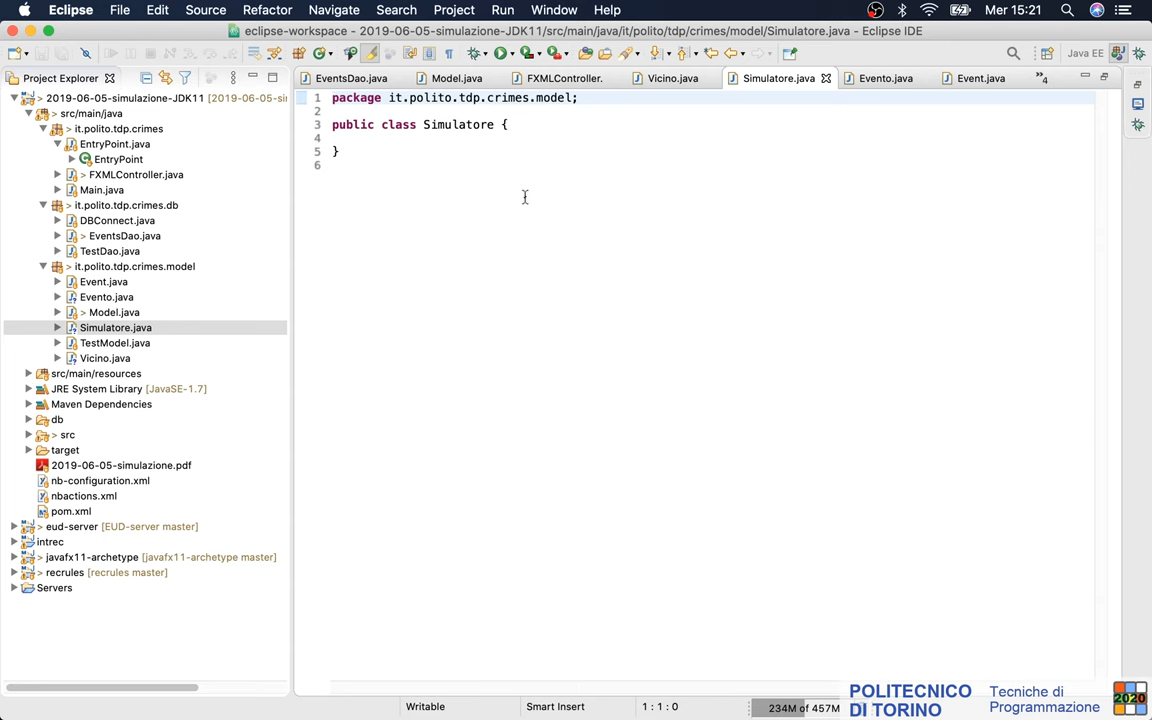 Eclipse File Edit Source Refactor Navigate Search Project Run Window Help Mer 15:21
eclipse-workspace - 2019-06-05-simulazione-JDK11/src/main/java/it/polito/tdp/crimes/model/Simulatore.java - Eclipse IDE
Java EE
Project Explorer
EventsDao.java Model.java FXMLController. Vicino.java Simulatore.java Evento.java Event.java »4
2019-06-05-simulazione-JDK11 [2019-06-05-si
> src/main/java
> it.polito.tdp.crimes
EntryPoint.java
EntryPoint
> FXMLController.java
Main.java
> it.polito.tdp.crimes.db
DBConnect.java
> EventsDao.java
TestDao.java
> it.polito.tdp.crimes.model
Event.java
Evento.java
> Model.java
Simulatore.java
TestModel.java
Vicino.java
src/main/resources
JRE System Library [JavaSE-1.7]
Maven Dependencies
db
> src
target
2019-06-05-simulazione.pdf
nb-configuration.xml
nbactions.xml
pom.xml
> eud-server [EUD-server master]
intrec
> javafx11-archetype [javafx11-archetype master]
> recrules [recrules master]
Servers
1 package it.polito.tdp.crimes.model;
2
3 public class Simulatore {
4
5 }
6
Writable Smart Insert 1 : 1 : 0 234M of 457M
POLITECNICO
DI TORINO
Tecniche di
Programmazione
2020